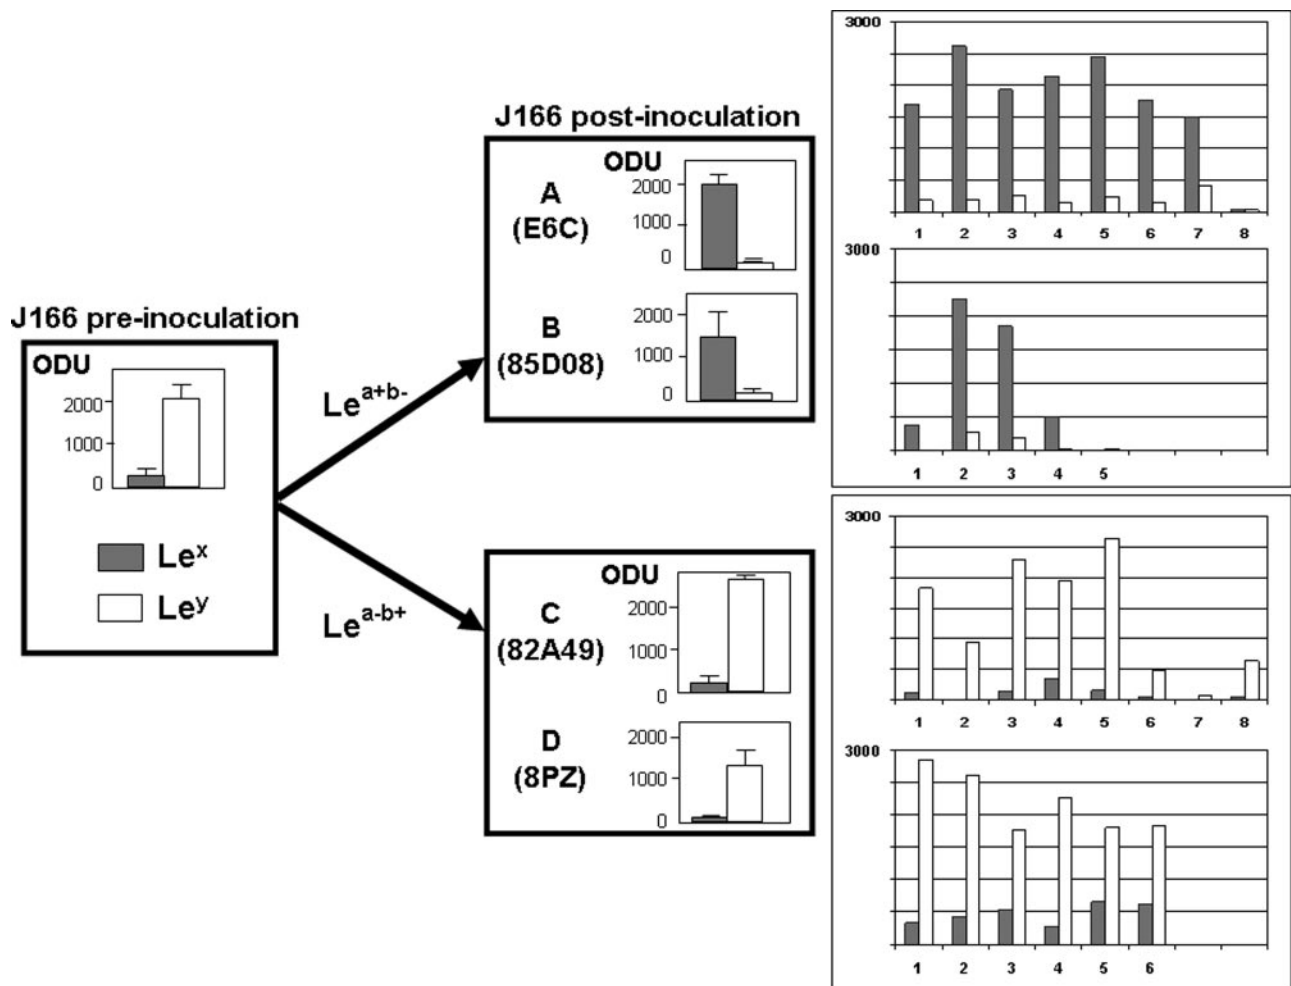 J166 pre-inoculation
ODU
2000
1000
0
Le^x
Le^y
Le^a+b-
Le^a-b+
J166 post-inoculation
ODU
A
(E6C)
2000
1000
0
B
(85D08)
2000
1000
0
ODU
C
(82A49)
2000
1000
0
D
(8PZ)
2000
1000
0
3000
1 2 3 4 5 6 7 8
3000
1 2 3 4 5
3000
1 2 3 4 5 6 7 8
3000
1 2 3 4 5 6